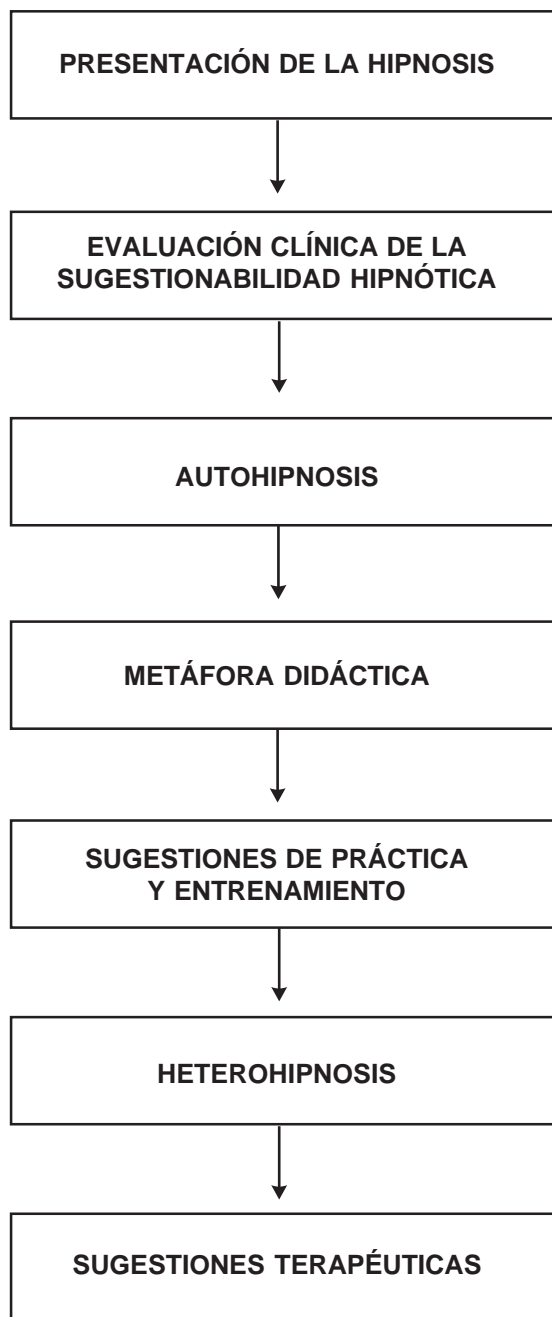 PRESENTACIÓN DE LA HIPNOSIS
EVALUACIÓN CLÍNICA DE LA
SUGESTIONABILIDAD HIPNÓTICA
AUTOHIPNOSIS
METÁFORA DIDÁCTICA
SUGESTIONES DE PRÁCTICA
Y ENTRENAMIENTO
HETEROHIPNOSIS
SUGESTIONES TERAPÉUTICAS